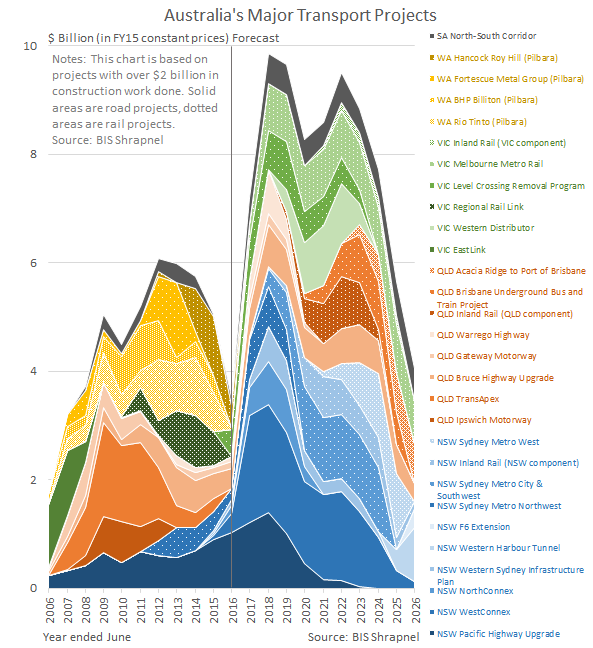 Australia's Major Transport Projects
$ Billion (in FY15 constant prices) Forecast
10
8
6
4
2
0
Notes: This chart is based on
projects with over $2 billion in
construction work done. Solid
areas are road projects, dotted
areas are rail projects.
Source: BIS Shrapnel
2006
2007
2008
2009
2010
2011
2012
2013
2014
2015
2016
2017
2018
2019
2020
2021
2022
2023
2024
2025
2026
Year ended June
Source: BIS Shrapnel
SA North-South Corridor
WA Hancock Roy Hill (Pilbara)
WA Fortescue Metal Group (Pilbara)
WA BHP Billiton (Pilbara)
WA Rio Tinto (Pilbara)
VIC Inland Rail (VIC component)
VIC Melbourne Metro Rail
VIC Level Crossing Removal Program
VIC Regional Rail Link
VIC Western Distributor
VIC EastLink
QLD Acacia Ridge to Port of Brisbane
QLD Brisbane Underground Bus and
Train Project
QLD Inland Rail (QLD component)
QLD Warrego Highway
QLD Gateway Motorway
QLD Bruce Highway Upgrade
QLD TransApex
QLD Ipswich Motorway
NSW Sydney Metro West
NSW Inland Rail (NSW component)
NSW Sydney Metro City &
Southwest
NSW Sydney Metro Northwest
NSW F6 Extension
NSW Western Harbour Tunnel
NSW Western Sydney Infrastructure
Plan
NSW NorthConnex
NSW WestConnex
NSW Pacific Highway Upgrade